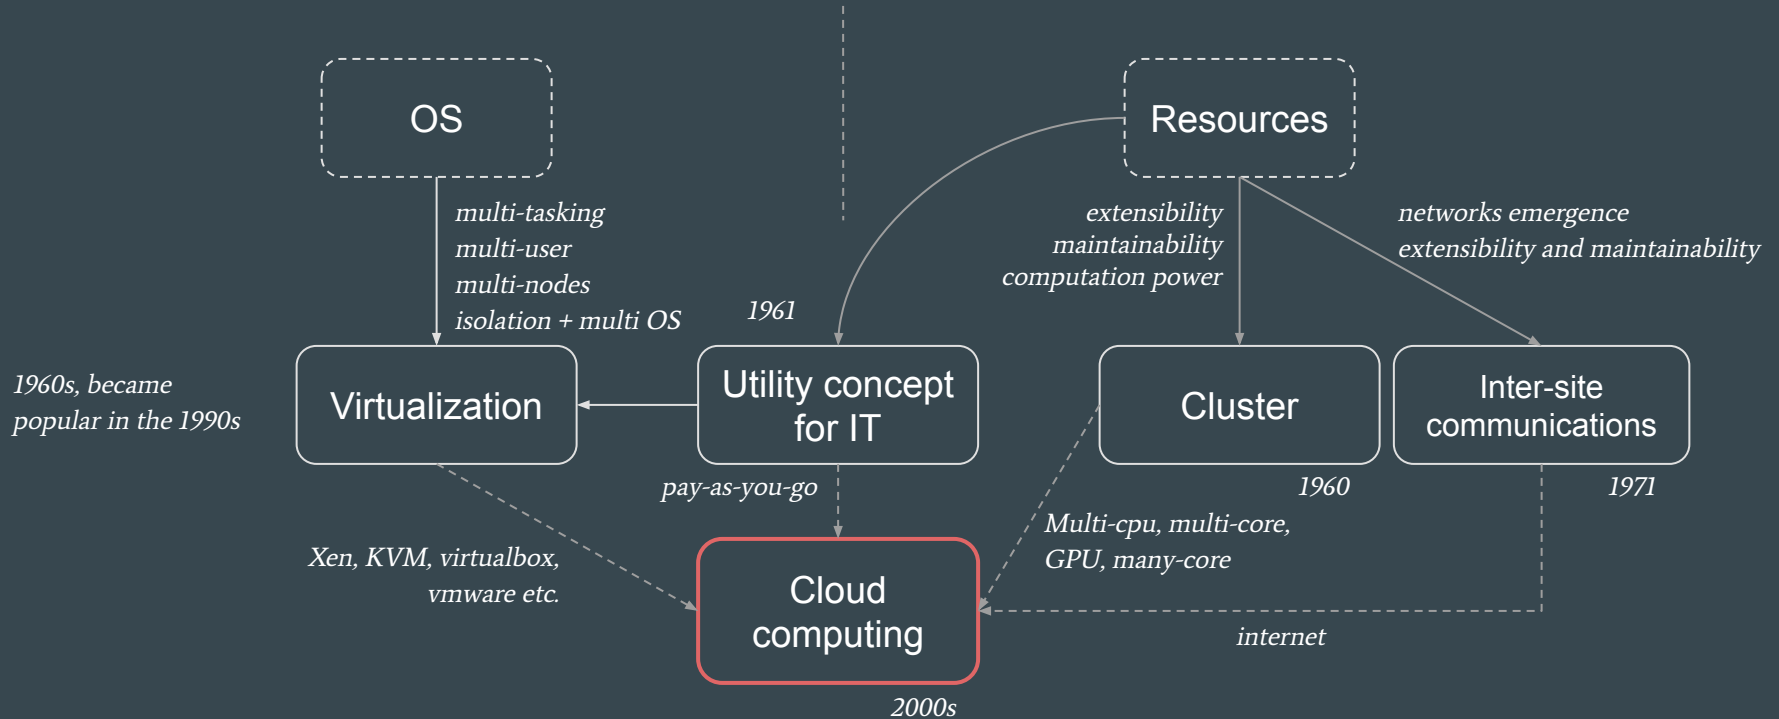 OS
Resources
multi-tasking
multi-user
multi-nodes
isolation + multi OS
1961
extensibility
maintainability
computation power
networks emergence
extensibility and maintainability
1960s, became
popular in the 1990s
Virtualization
Utility concept
for IT
Cluster
Inter-site
communications
pay-as-you-go
1960
1971
Xen, KVM, virtualbox,
vmware etc.
Multi-cpu, multi-core,
GPU, many-core
Cloud
computing
internet
2000s